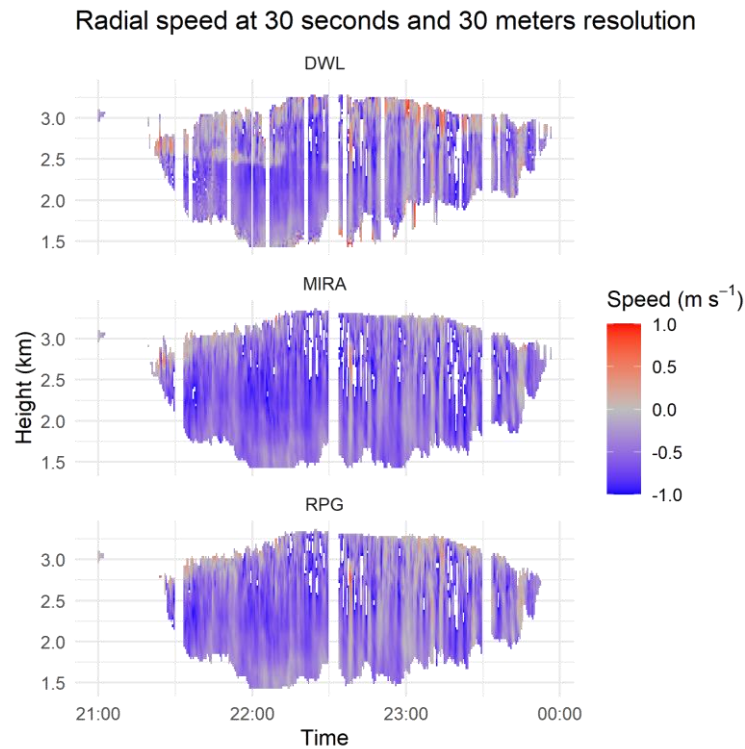 Radial speed at 30 seconds and 30 meters resolution
DWL
3.0
2.5
2.0
1.5
MIRA
3.0
2.5
2.0
1.5
RPG
3.0
2.5
2.0
1.5
Height (km)
21:00 22:00 23:00 00:00
Time
Speed (m s⁻¹)
1.0
0.5
0.0
-0.5
-1.0